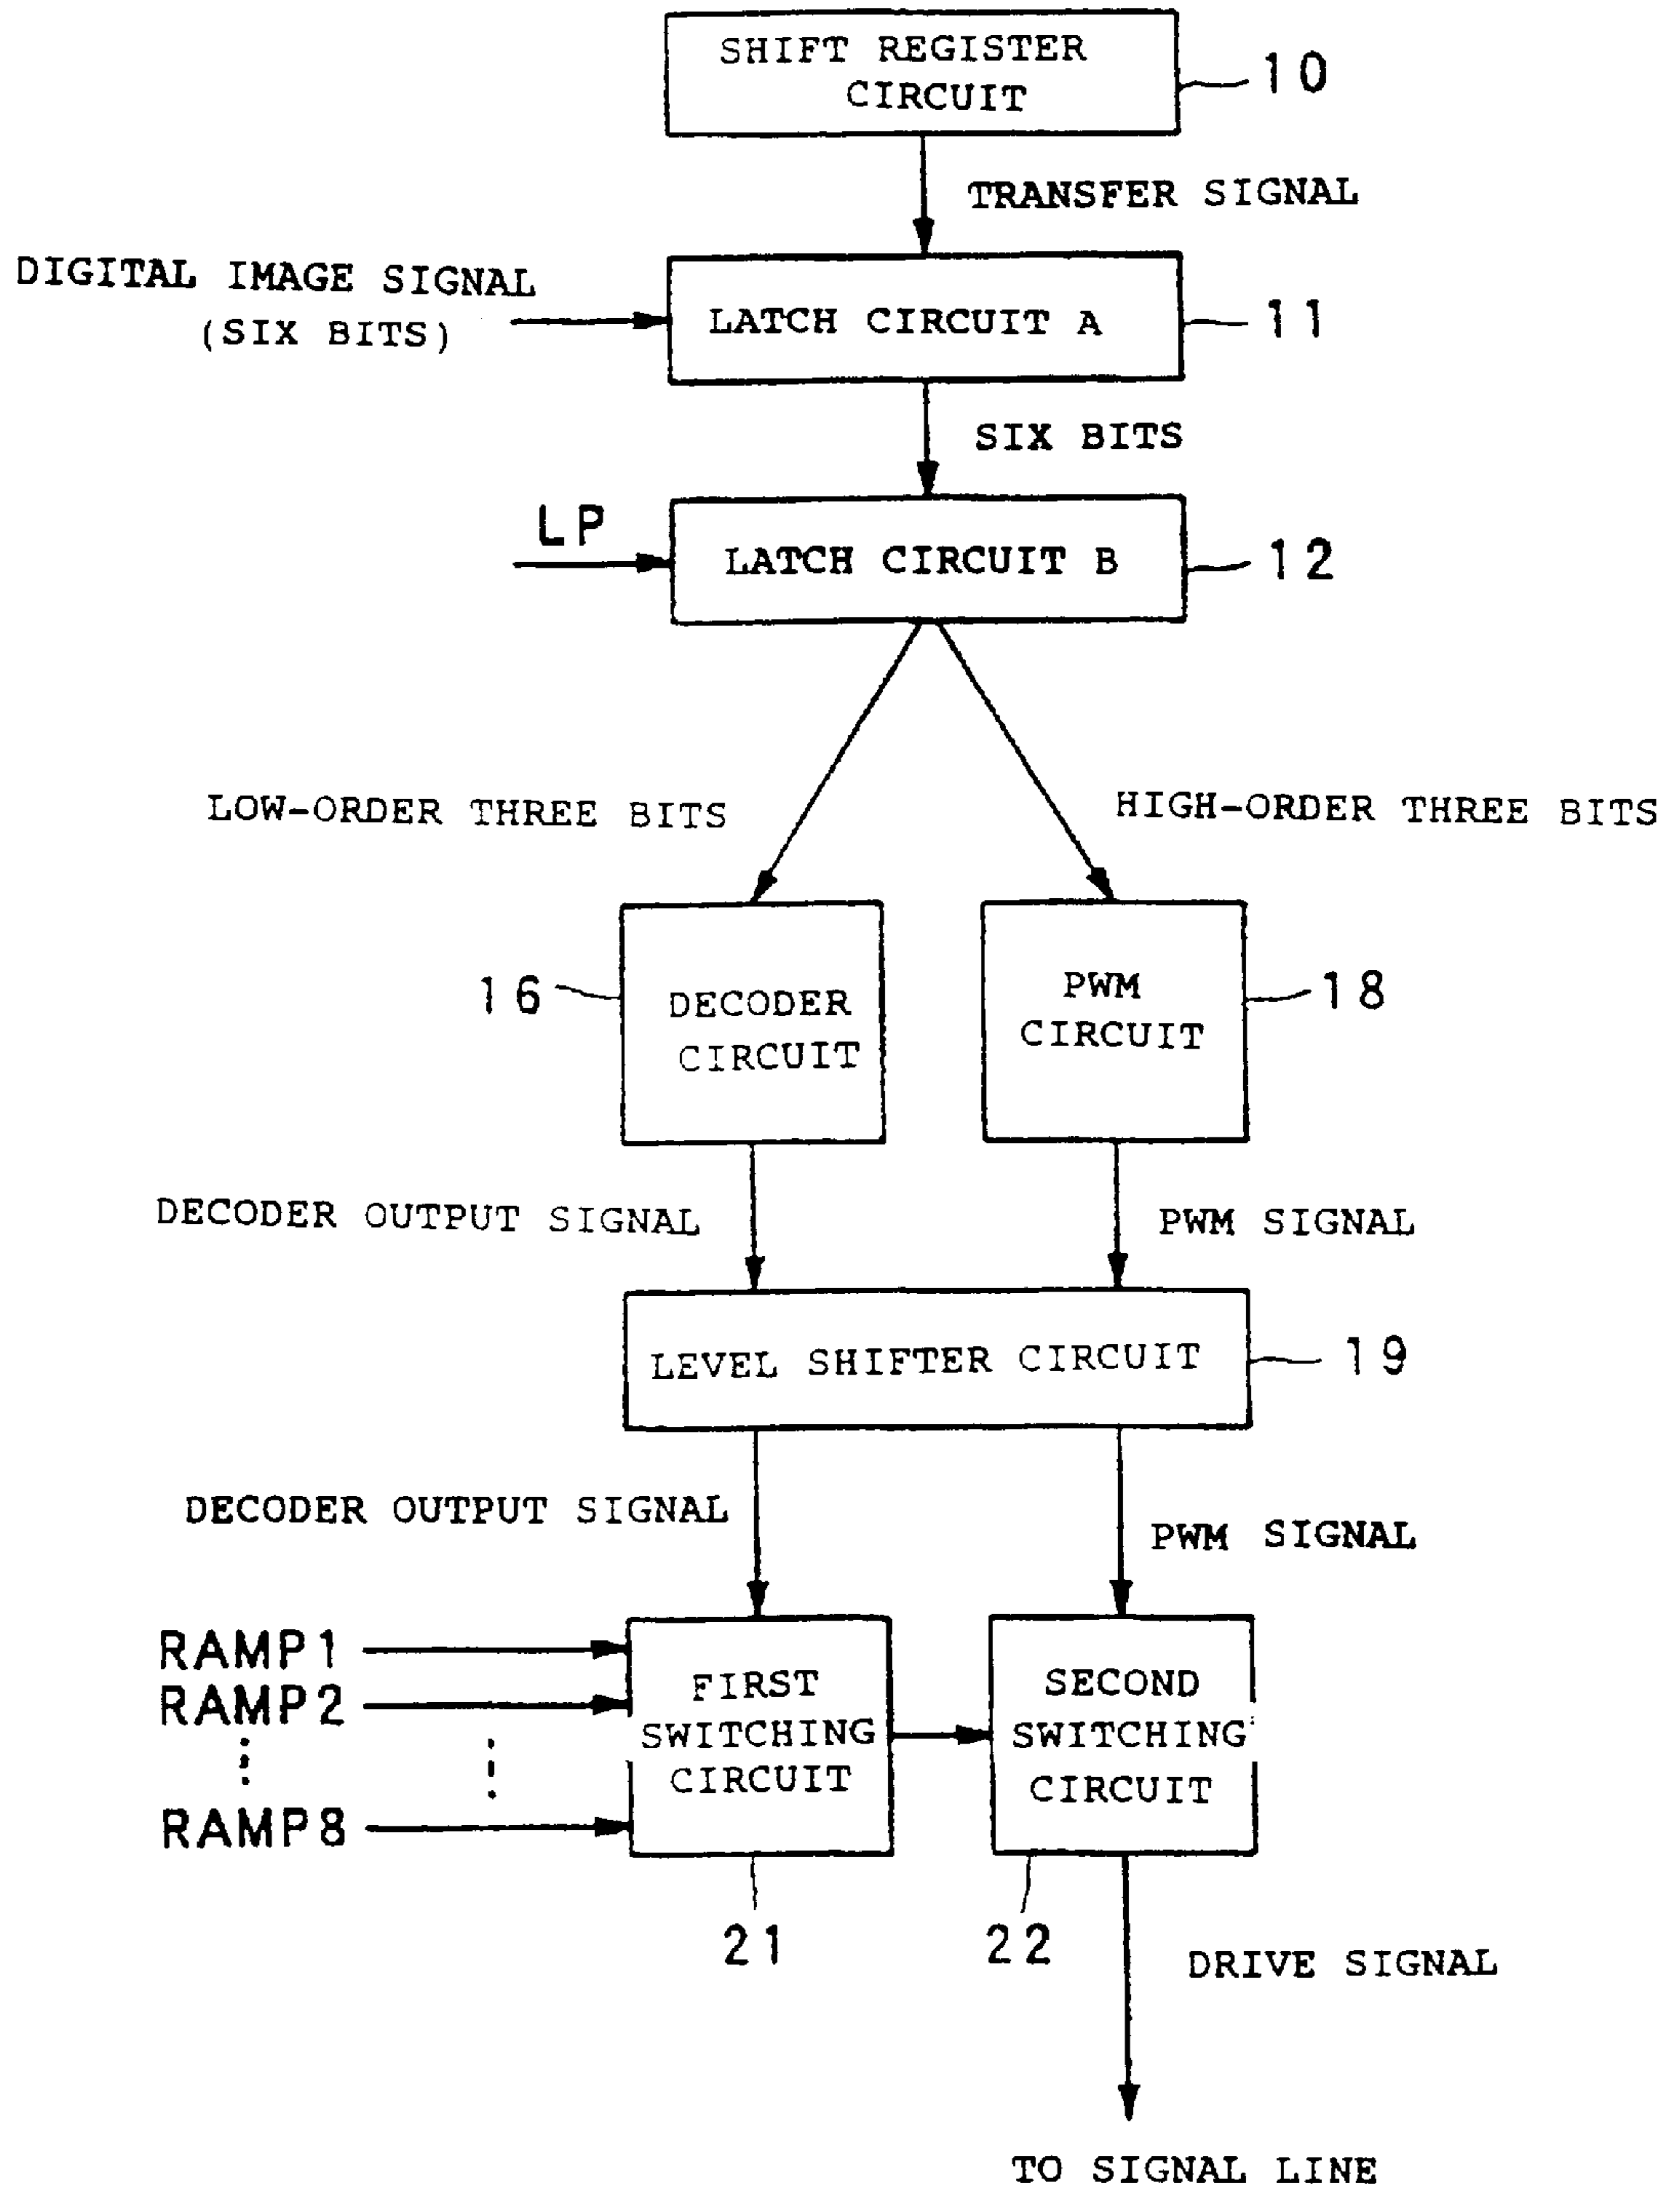 SHIFT REGISTER
CIRCUIT
10
TRANSFER SIGNAL
DIGITAL IMAGE SIGNAL
(SIX BITS)
LATCH CIRCUIT A
11
SIX BITS
LP
LATCH CIRCUIT B
12
LOW-ORDER THREE BITS
HIGH-ORDER THREE BITS
16
DECODER
CIRCUIT
PWM
CIRCUIT
18
DECODER OUTPUT SIGNAL
PWM SIGNAL
LEVEL SHIFTER CIRCUIT
19
DECODER OUTPUT SIGNAL
PWM SIGNAL
RAMP1
RAMP2
RAMP8
FIRST
SWITCHING
CIRCUIT
SECOND
SWITCHING
CIRCUIT
21
22
DRIVE SIGNAL
TO SIGNAL LINE